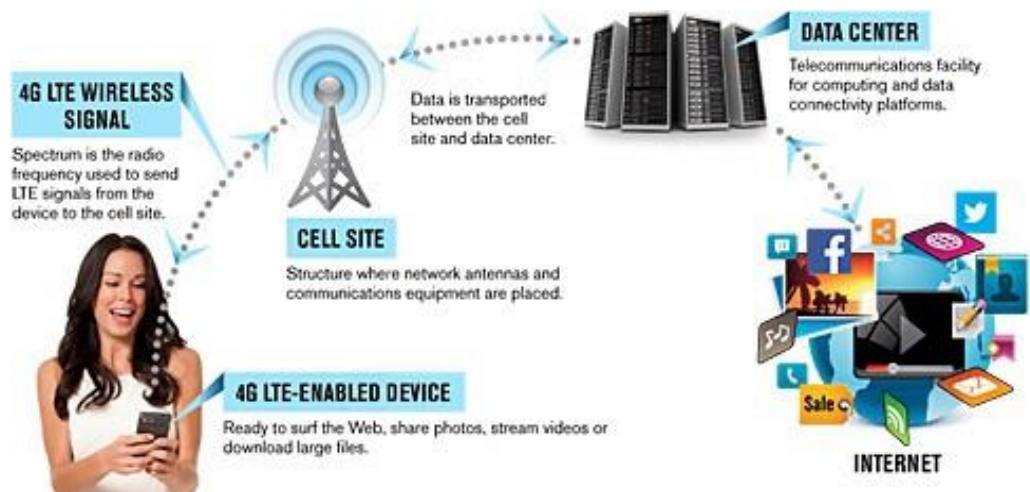 4G LTE WIRELESS
SIGNAL
Spectrum is the radio
frequency used to send
LTE signals from the
device to the cell site.
CELL SITE
Structure where network antennas and
communications equipment are placed.
Data is transported
between the cell
site and data center.
DATA CENTER
Telecommunications facility
for computing and data
connectivity platforms.
4G LTE-ENABLED DEVICE
Ready to surf the Web, share photos, stream videos or
download large files.
f
Sale
INTERNET